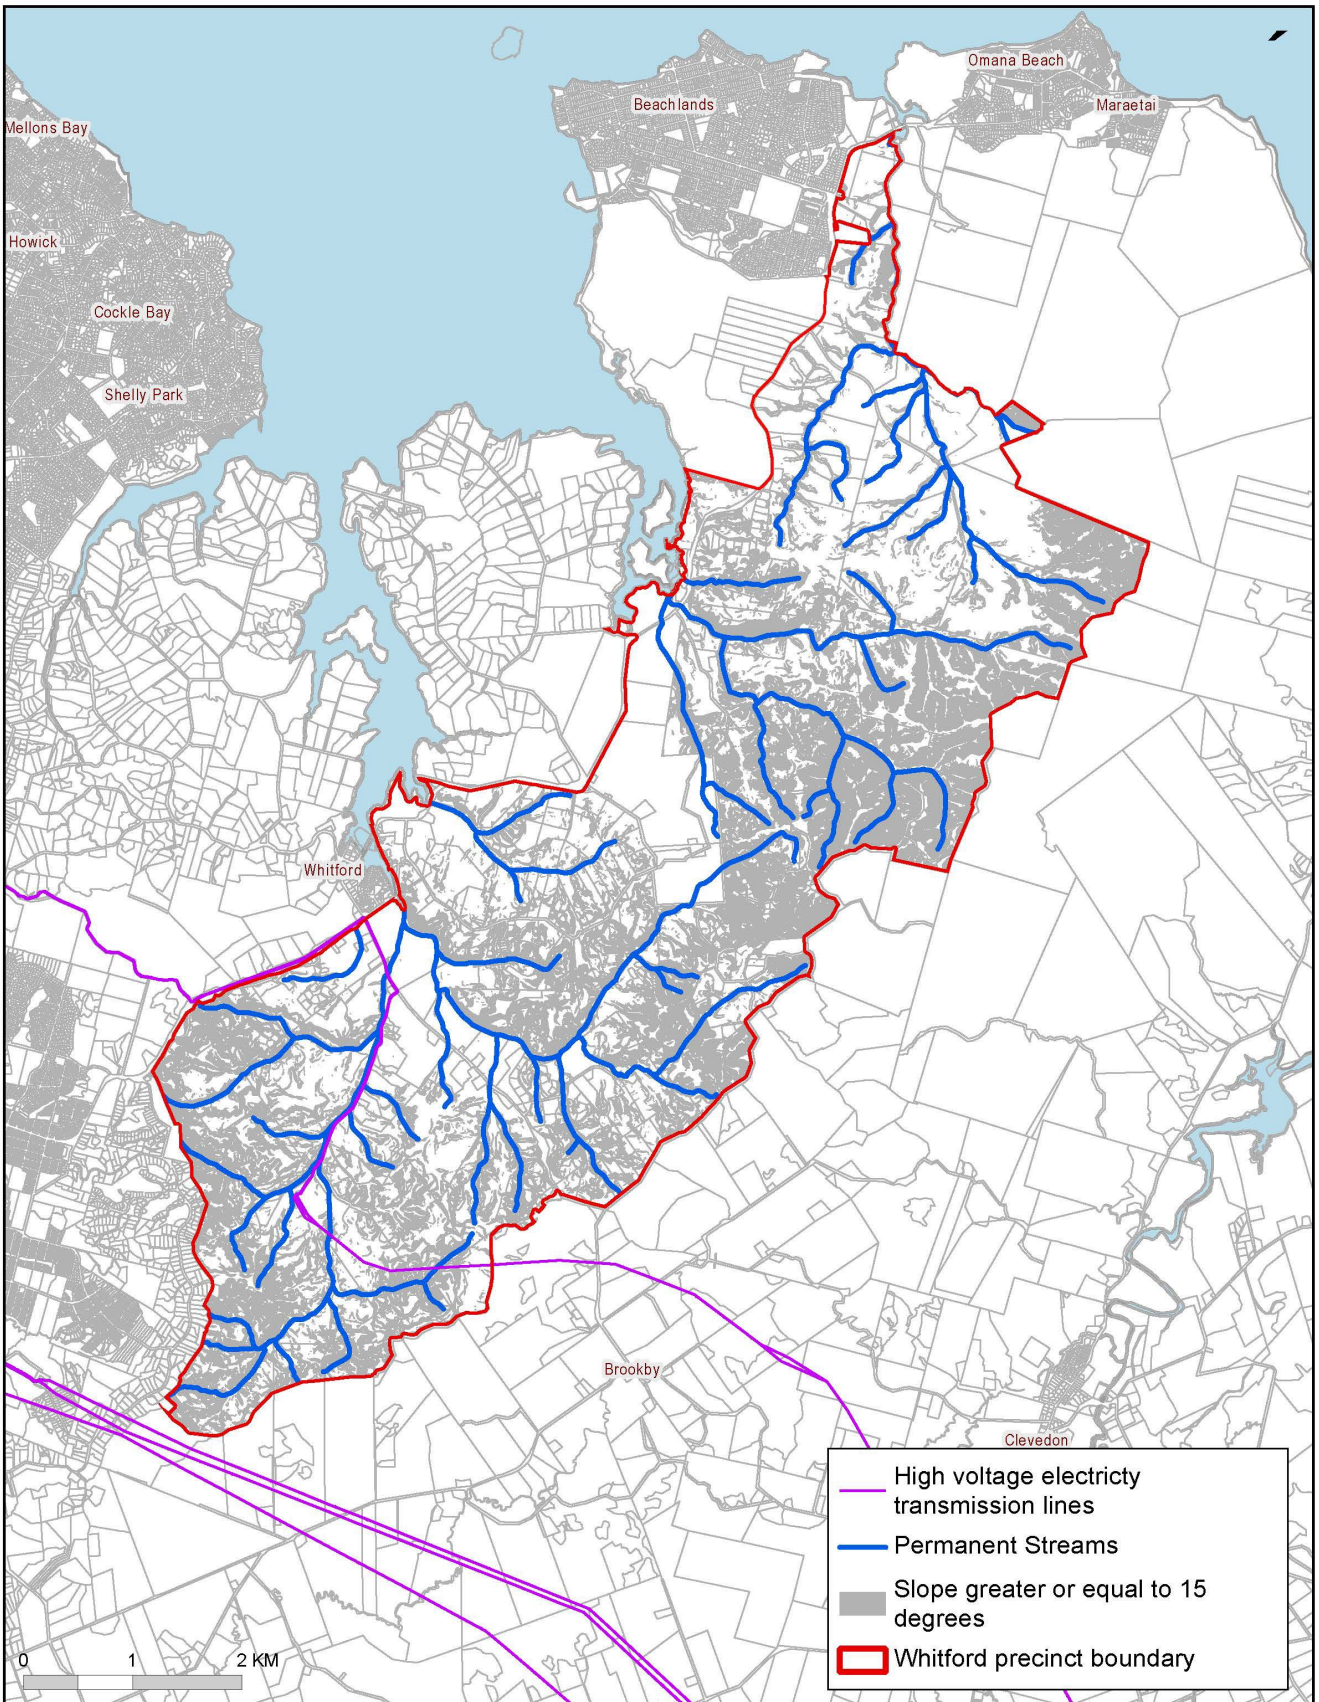 Omana Beach
Beachlands
Maraetai
Mellons Bay
Howick
Cockle Bay
Shelly Park
Whitford
Brookby
Clevedon
High voltage electricty
transmission lines
Permanent Streams
Slope greater or equal to 15
degrees
Whitford precinct boundary
0 1 2 KM